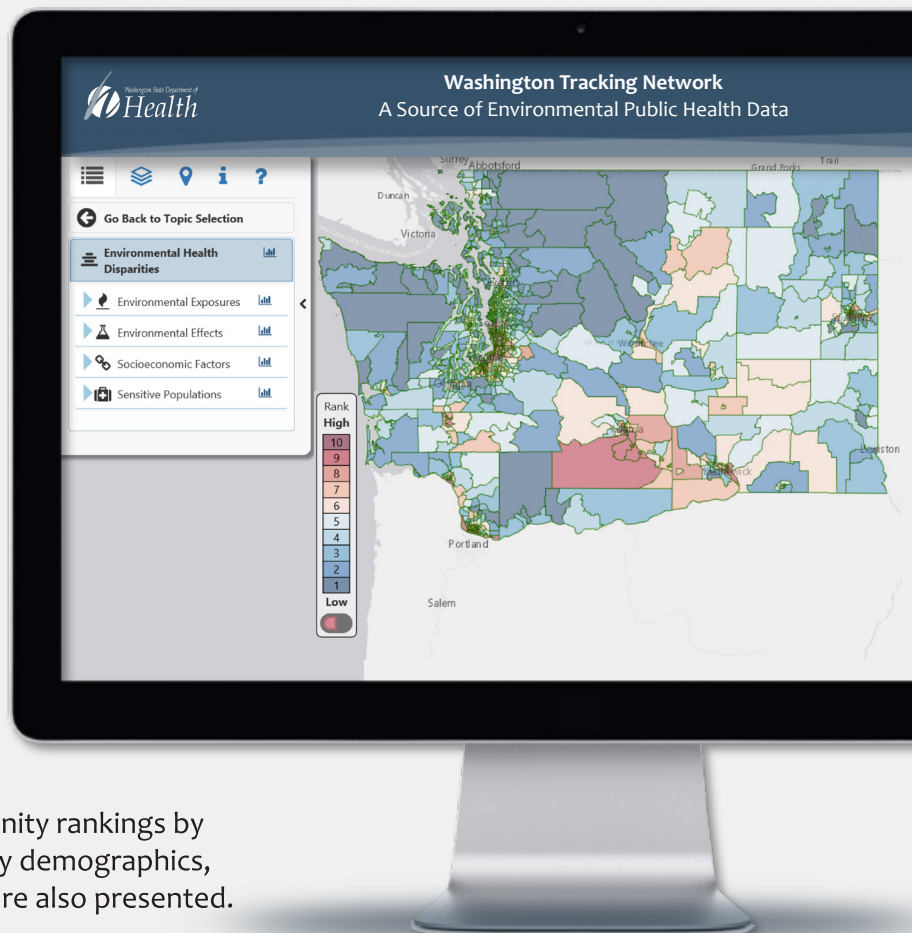 Washington State Department of
Health
Washington Tracking Network
A Source of Environmental Public Health Data
Go Back to Topic Selection
Environmental Health
Disparities
Environmental Exposures
Environmental Effects
Socioeconomic Factors
Sensitive Populations
Surrey
Abbotsford
Grand Forks
Trail
Duncan
Victoria
Lewiston
Portland
Salem
Rank
High
10
9
8
7
6
5
4
3
2
1
Low
nity rankings by
y demographics,
re also presented.